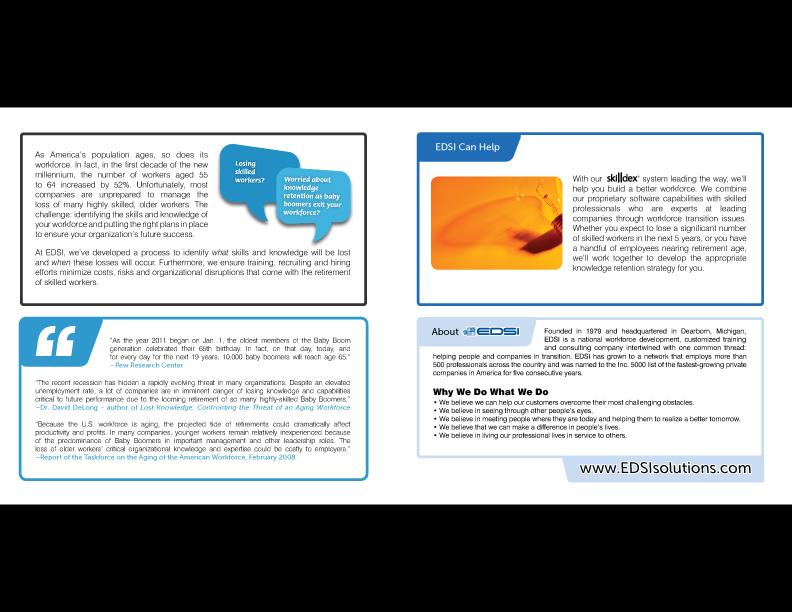 As America's population ages, so does its
workforce. In fact, in the first decade of the new
millennium, the number of workers aged 55
to 64 increased by 52%. Unfortunately, most
companies are unprepared to manage the
loss of many highly skilled, older workers. The
challenge: identifying the skills and knowledge of
your workforce and putting the right plans in place
to ensure your organization's future success.
Losing
skilled
workers?
Worried about
knowledge
retention as baby
boomers exit your
workforce?
At EDSI, we've developed a process to identify what skills and knowledge will be lost
and when these losses will occur. Furthermore, we ensure training, recruiting and hiring
efforts minimize costs, risks and organizational disruptions that come with the retirement
of skilled workers.
"As the year 2011 began on Jan. 1, the oldest members of the Baby Boom
generation celebrated their 65th birthday. In fact, on that day, today, and
for every day for the next 19 years, 10,000 baby boomers will reach age 65."
–Pew Research Center
"The recent recession has hidden a rapidly evolving threat in many organizations. Despite an elevated
unemployment rate, a lot of companies are in imminent danger of losing knowledge and capabilities
critical to future performance due to the looming retirement of so many highly-skilled Baby Boomers."
–Dr. David DeLong - author of Lost Knowledge: Confronting the Threat of an Aging Workforce
"Because the U.S. workforce is aging, the projected tide of retirements could dramatically affect
productivity and profits. In many companies, younger workers remain relatively inexperienced because
of the predominance of Baby Boomers in important management and other leadership roles. The
loss of older workers' critical organizational knowledge and expertise could be costly to employers."
–Report of the Taskforce on the Aging of the American Workforce, February 2008
EDSI Can Help
With our skilldex® system leading the way, we'll
help you build a better workforce. We combine
our proprietary software capabilities with skilled
professionals who are experts at leading
companies through workforce transition issues.
Whether you expect to lose a significant number
of skilled workers in the next 5 years, or you have
a handful of employees nearing retirement age,
we'll work together to develop the appropriate
knowledge retention strategy for you.
About EDSI
Founded in 1979 and headquartered in Dearborn, Michigan,
EDSI is a national workforce development, customized training
and consulting company intertwined with one common thread:
helping people and companies in transition. EDSI has grown to a network that employs more than
500 professionals across the country and was named to the Inc. 5000 list of the fastest-growing private
companies in America for five consecutive years.
Why We Do What We Do
• We believe we can help our customers overcome their most challenging obstacles.
• We believe in seeing through other people's eyes.
• We believe in meeting people where they are today and helping them to realize a better tomorrow.
• We believe that we can make a difference in people's lives.
• We believe in living our professional lives in service to others.
www.EDSIsolutions.com